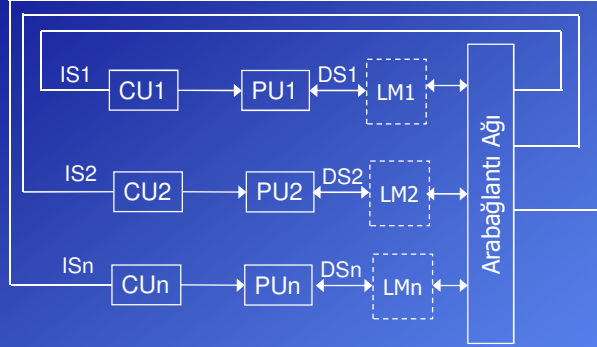 IS1 CU1 PU1 DS1 LM1
IS2 CU2 PU2 DS2 LM2
ISn CUn PUn DSn LMn
Arabağlantı Ağı